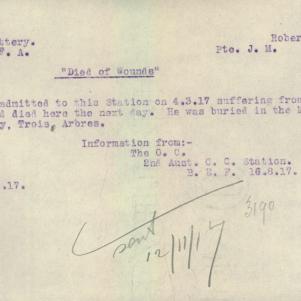 ttery. Rober
F. A. Pte. J. M.
"Died of Wounds"
admitted to this Station on 4.3.17 suffering from
d died here the next day. He was buried in the
y, Trois, Arbres.
Information from:-
The O. C.
2nd Aust. C. C. Station.
B. E. F. 16.8.17.
.17.
sent
12/11/17
3190